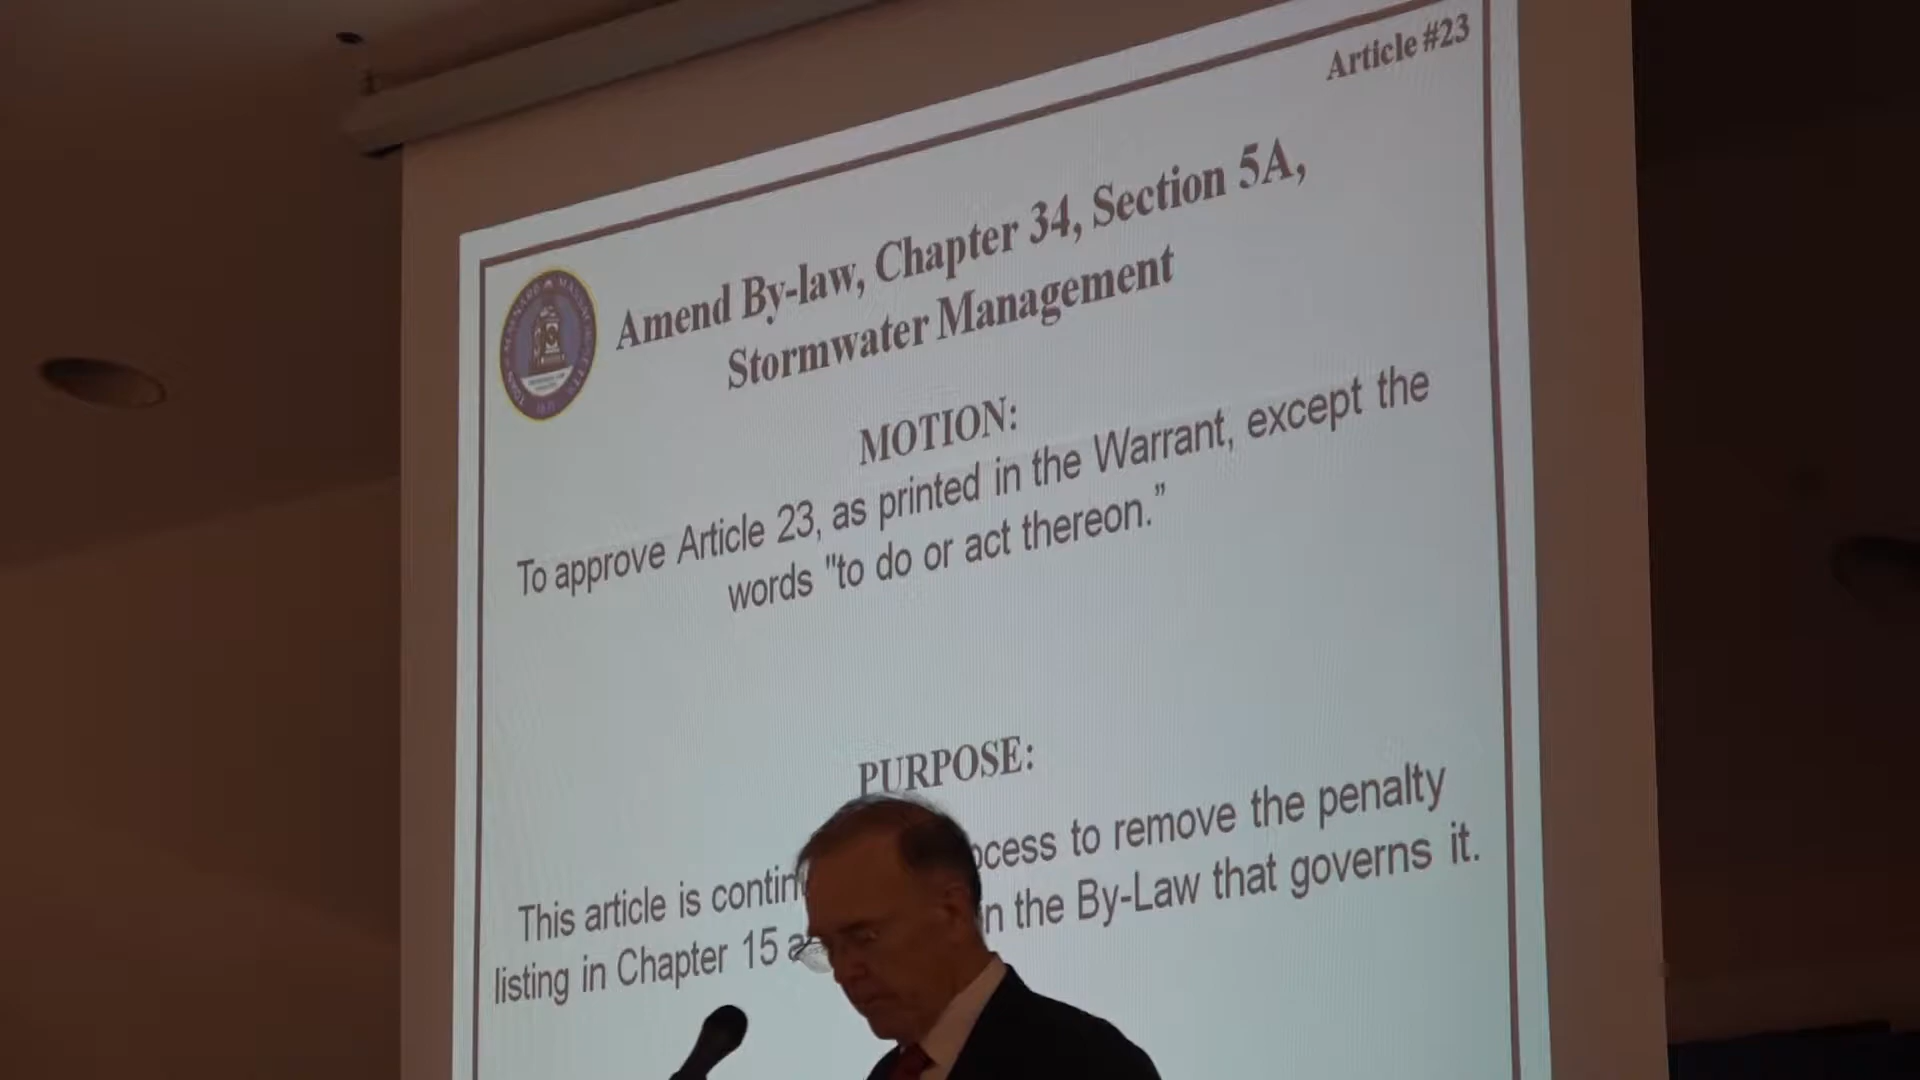 Article #23
Amend By-law, Chapter 34, Section 5A,
Stormwater Management
MOTION:
To approve Article 23, as printed in the Warrant, except the
words "to do or act thereon.”
PURPOSE:
This article is contin ocess to remove the penalty
listing in Chapter 15 a n the By-Law that governs it.